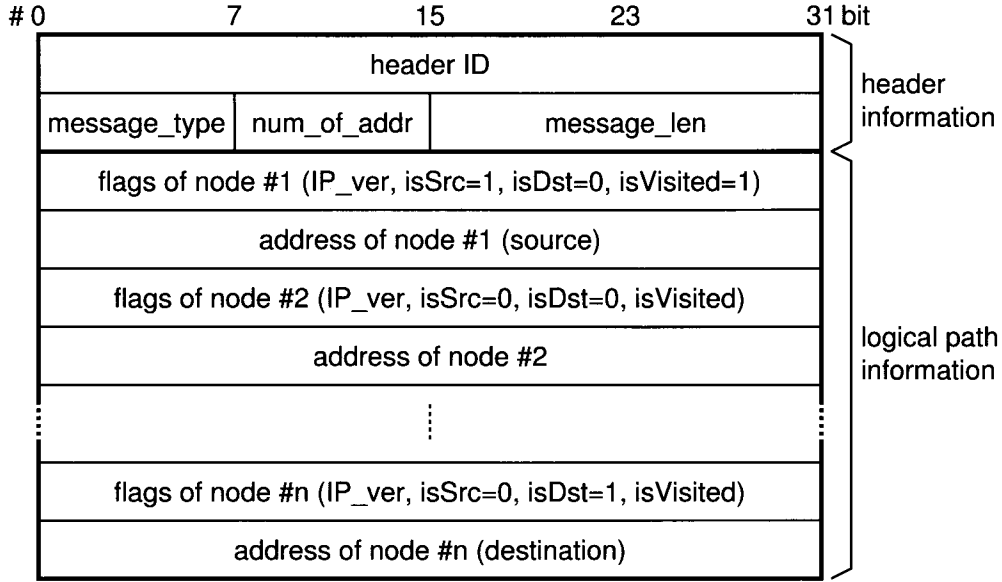 # 0 7 15 23 31 bit
header ID
message_type num_of_addr message_len
header
information
flags of node #1 (IP_ver, isSrc=1, isDst=0, isVisited=1)
address of node #1 (source)
flags of node #2 (IP_ver, isSrc=0, isDst=0, isVisited)
address of node #2
logical path
information
flags of node #n (IP_ver, isSrc=0, isDst=1, isVisited)
address of node #n (destination)